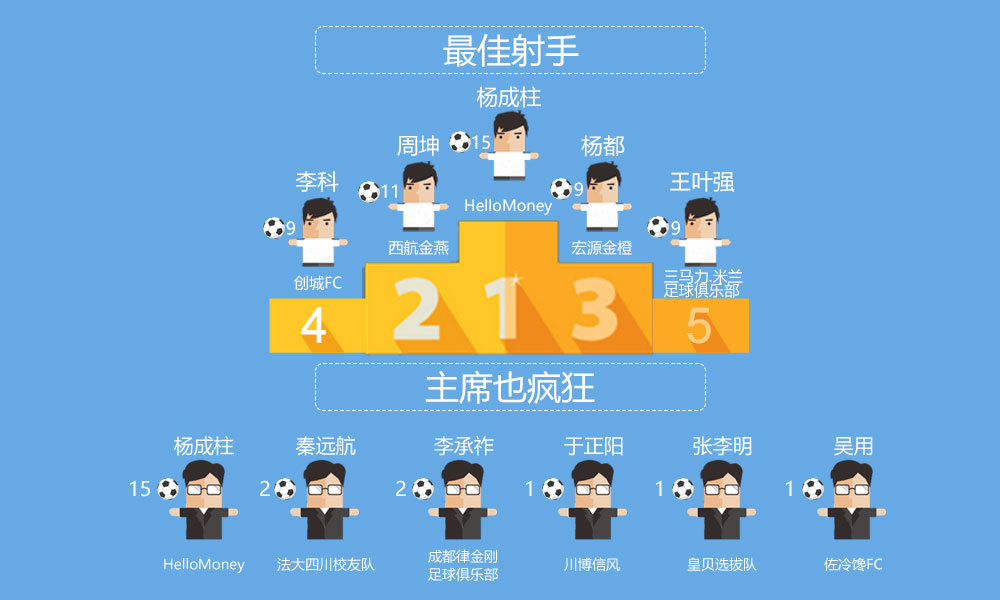 最佳射手
杨成柱
15
HelloMoney
周坤
11
西航金燕
杨都
9
宏源金橙
李科
9
创城FC
王叶强
9
三马力.米兰
足球俱乐部
4
2
1
3
5
主席也疯狂
杨成柱
15
HelloMoney
秦远航
2
法大四川校友队
李承祚
2
成都律金刚
足球俱乐部
于正阳
1
川博信风
张李明
1
皇贝选拔队
吴用
1
佐冷馋FC